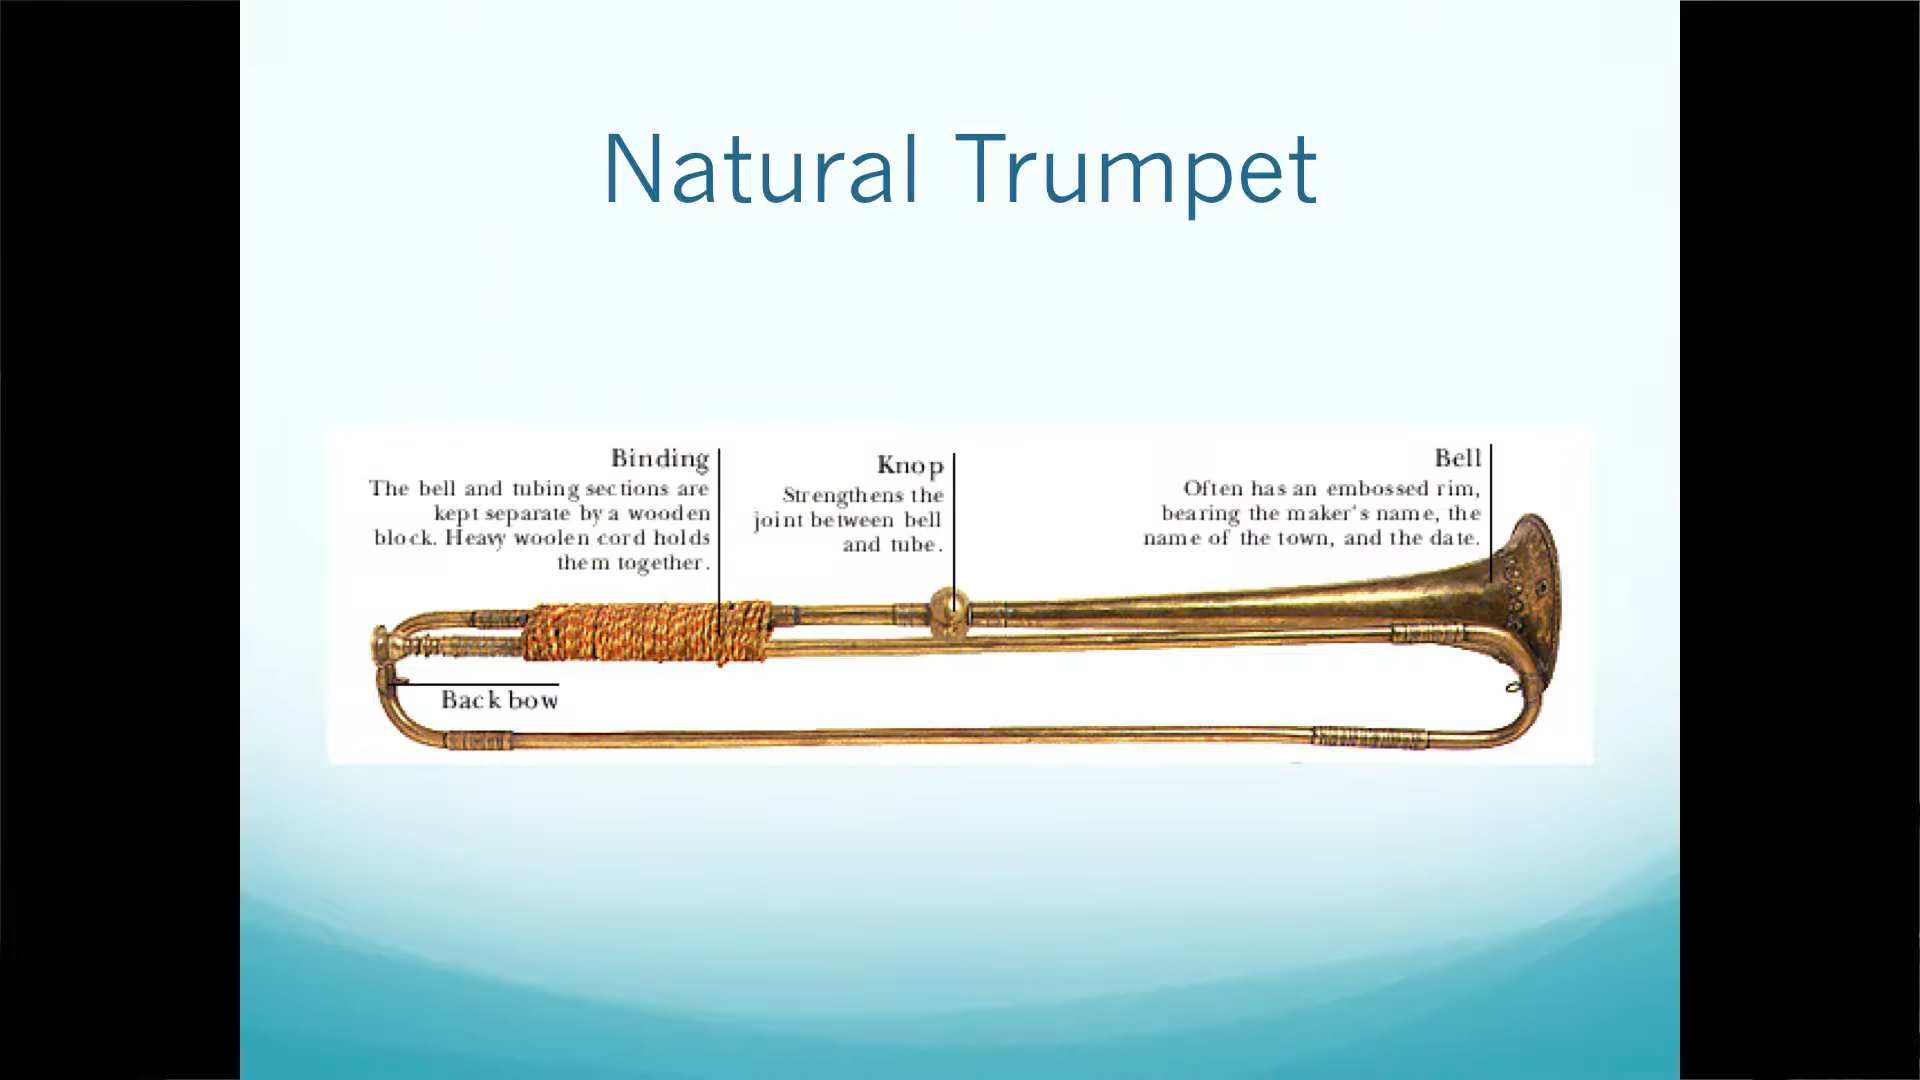 Natural Trumpet
Binding
The bell and tubing sections are
kept separate by a wooden
block. Heavy woolen cord holds
them together.
Knop
Strengthens the
joint between bell
and tube.
Bell
Often has an embossed rim,
bearing the maker's name, the
name of the town, and the date.
Back bow